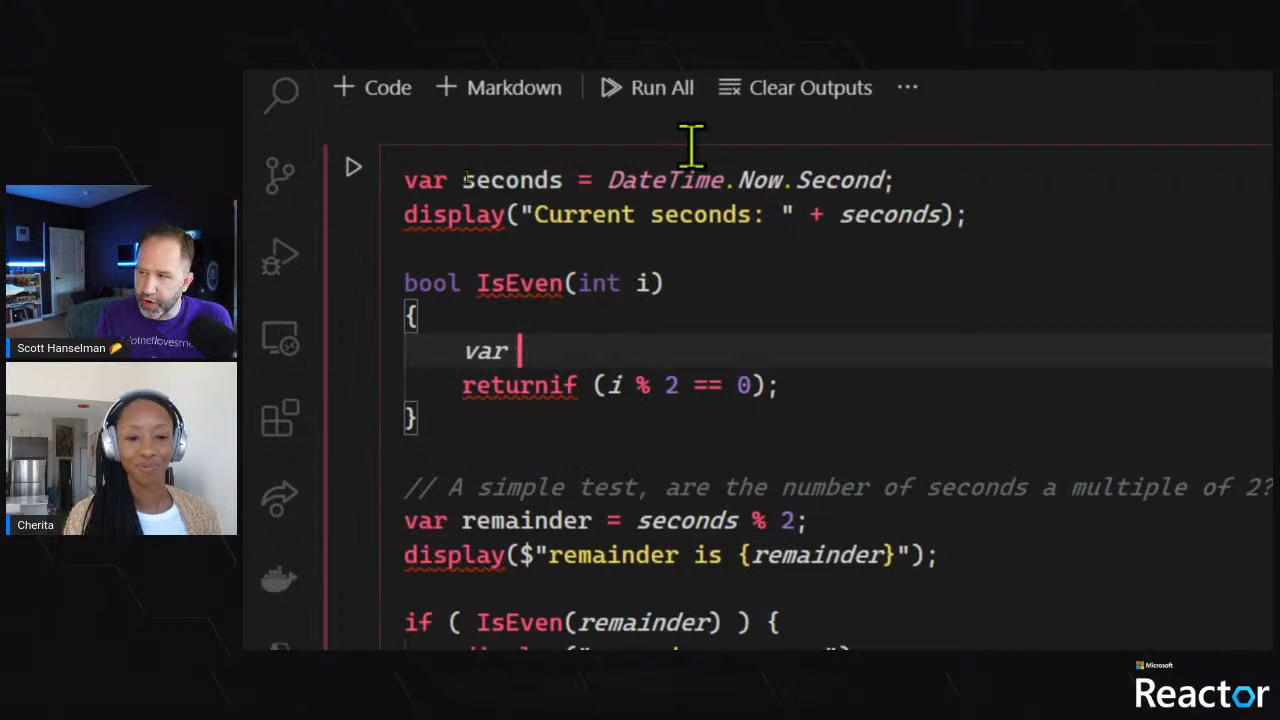 Code
Markdown
Run All
Clear Outputs
var seconds = DateTime.Now.Second;
display("Current seconds: " + seconds);
bool IsEven(int i)
{
var
returnif (i % 2 == 0);
}
// A simple test, are the number of seconds a multiple of 2?
var remainder = seconds % 2;
display($"remainder is {remainder}");
if ( IsEven(remainder) ) {
Scott Hanselman 🌮
Cherita
Microsoft
Reactor